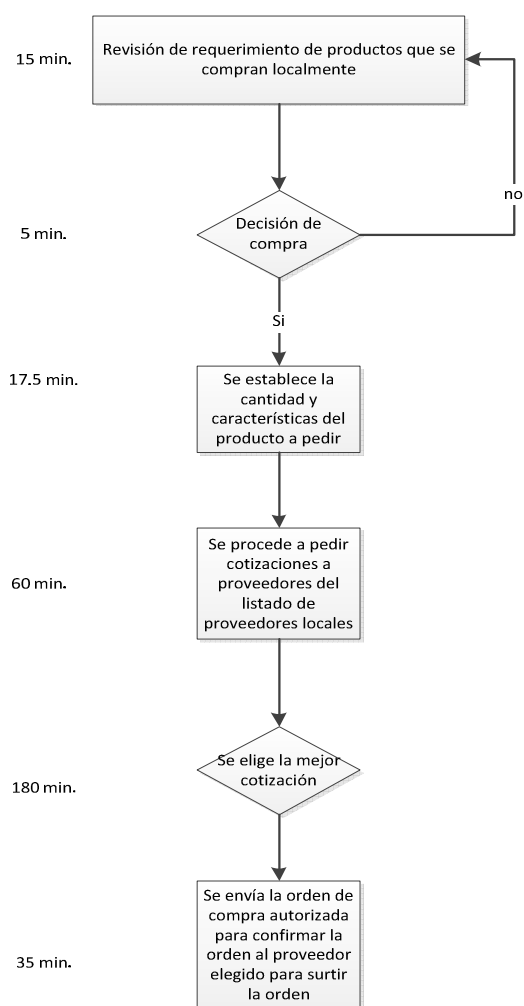 15 min.
Revisión de requerimiento de productos que se
compran localmente
no
5 min.
Decisión de
compra
Si
17.5 min.
Se establece la
cantidad y
características del
producto a pedir
60 min.
Se procede a pedir
cotizaciones a
proveedores del
listado de
proveedores locales
180 min.
Se elige la mejor
cotización
35 min.
Se envía la orden de
compra autorizada
para confirmar la
orden al proveedor
elegido para surtir
la orden